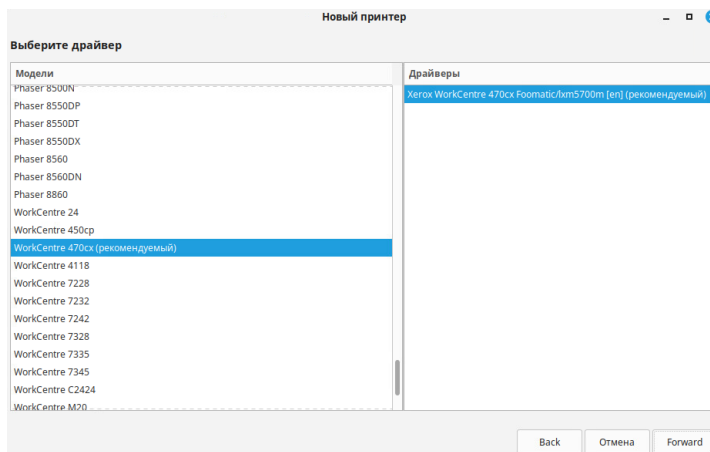 Новый принтер
Выберите драйвер
Модели
Phaser 8500N
Phaser 8550DP
Phaser 8550DT
Phaser 8550DX
Phaser 8560
Phaser 8560DN
Phaser 8860
WorkCentre 24
WorkCentre 450cp
WorkCentre 470cx (рекомендуемый)
WorkCentre 4118
WorkCentre 7228
WorkCentre 7232
WorkCentre 7242
WorkCentre 7328
WorkCentre 7335
WorkCentre 7345
WorkCentre C2424
WorkCentre M20
Драйверы
Xerox WorkCentre 470cx Foomatic/lxm5700m [en] (рекомендуемый)
Back
Отмена
Forward